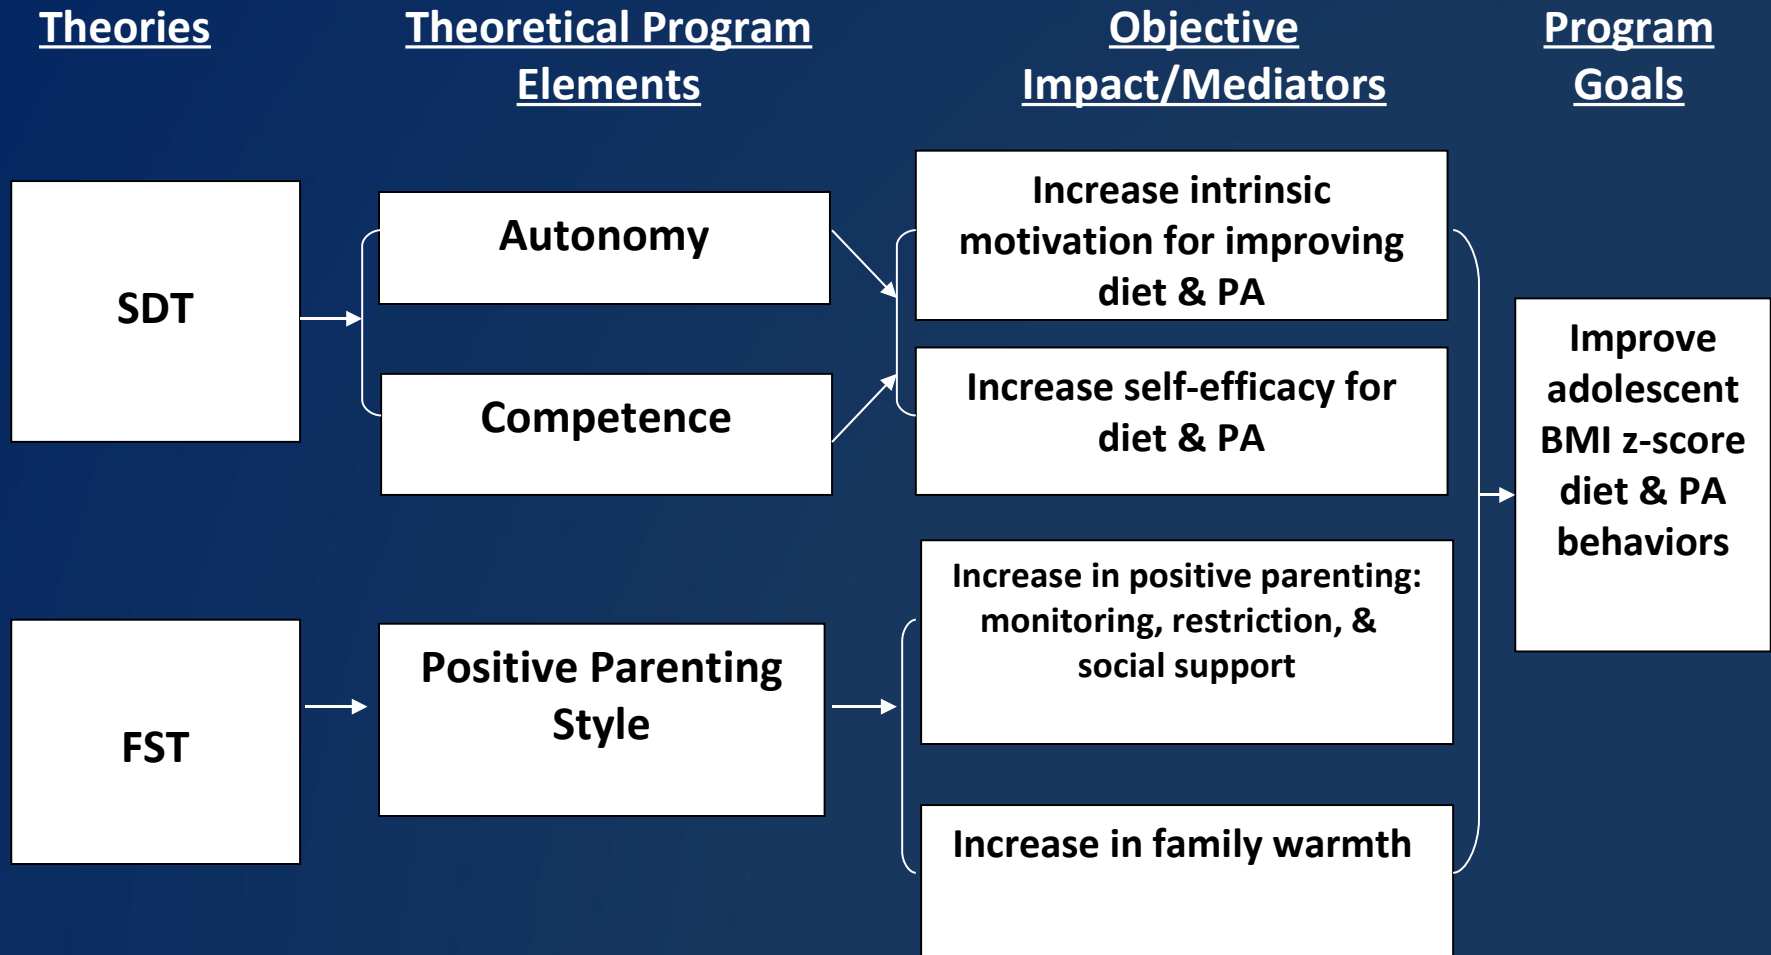 Theories
Theoretical Program
Elements
Objective
Impact/Mediators
Program
Goals
SDT
Autonomy
Competence
Increase intrinsic
motivation for improving
diet & PA
Increase self-efficacy for
diet & PA
FST
Positive Parenting
Style
Increase in positive parenting:
monitoring, restriction, &
social support
Increase in family warmth
Improve
adolescent
BMI z-score
diet & PA
behaviors